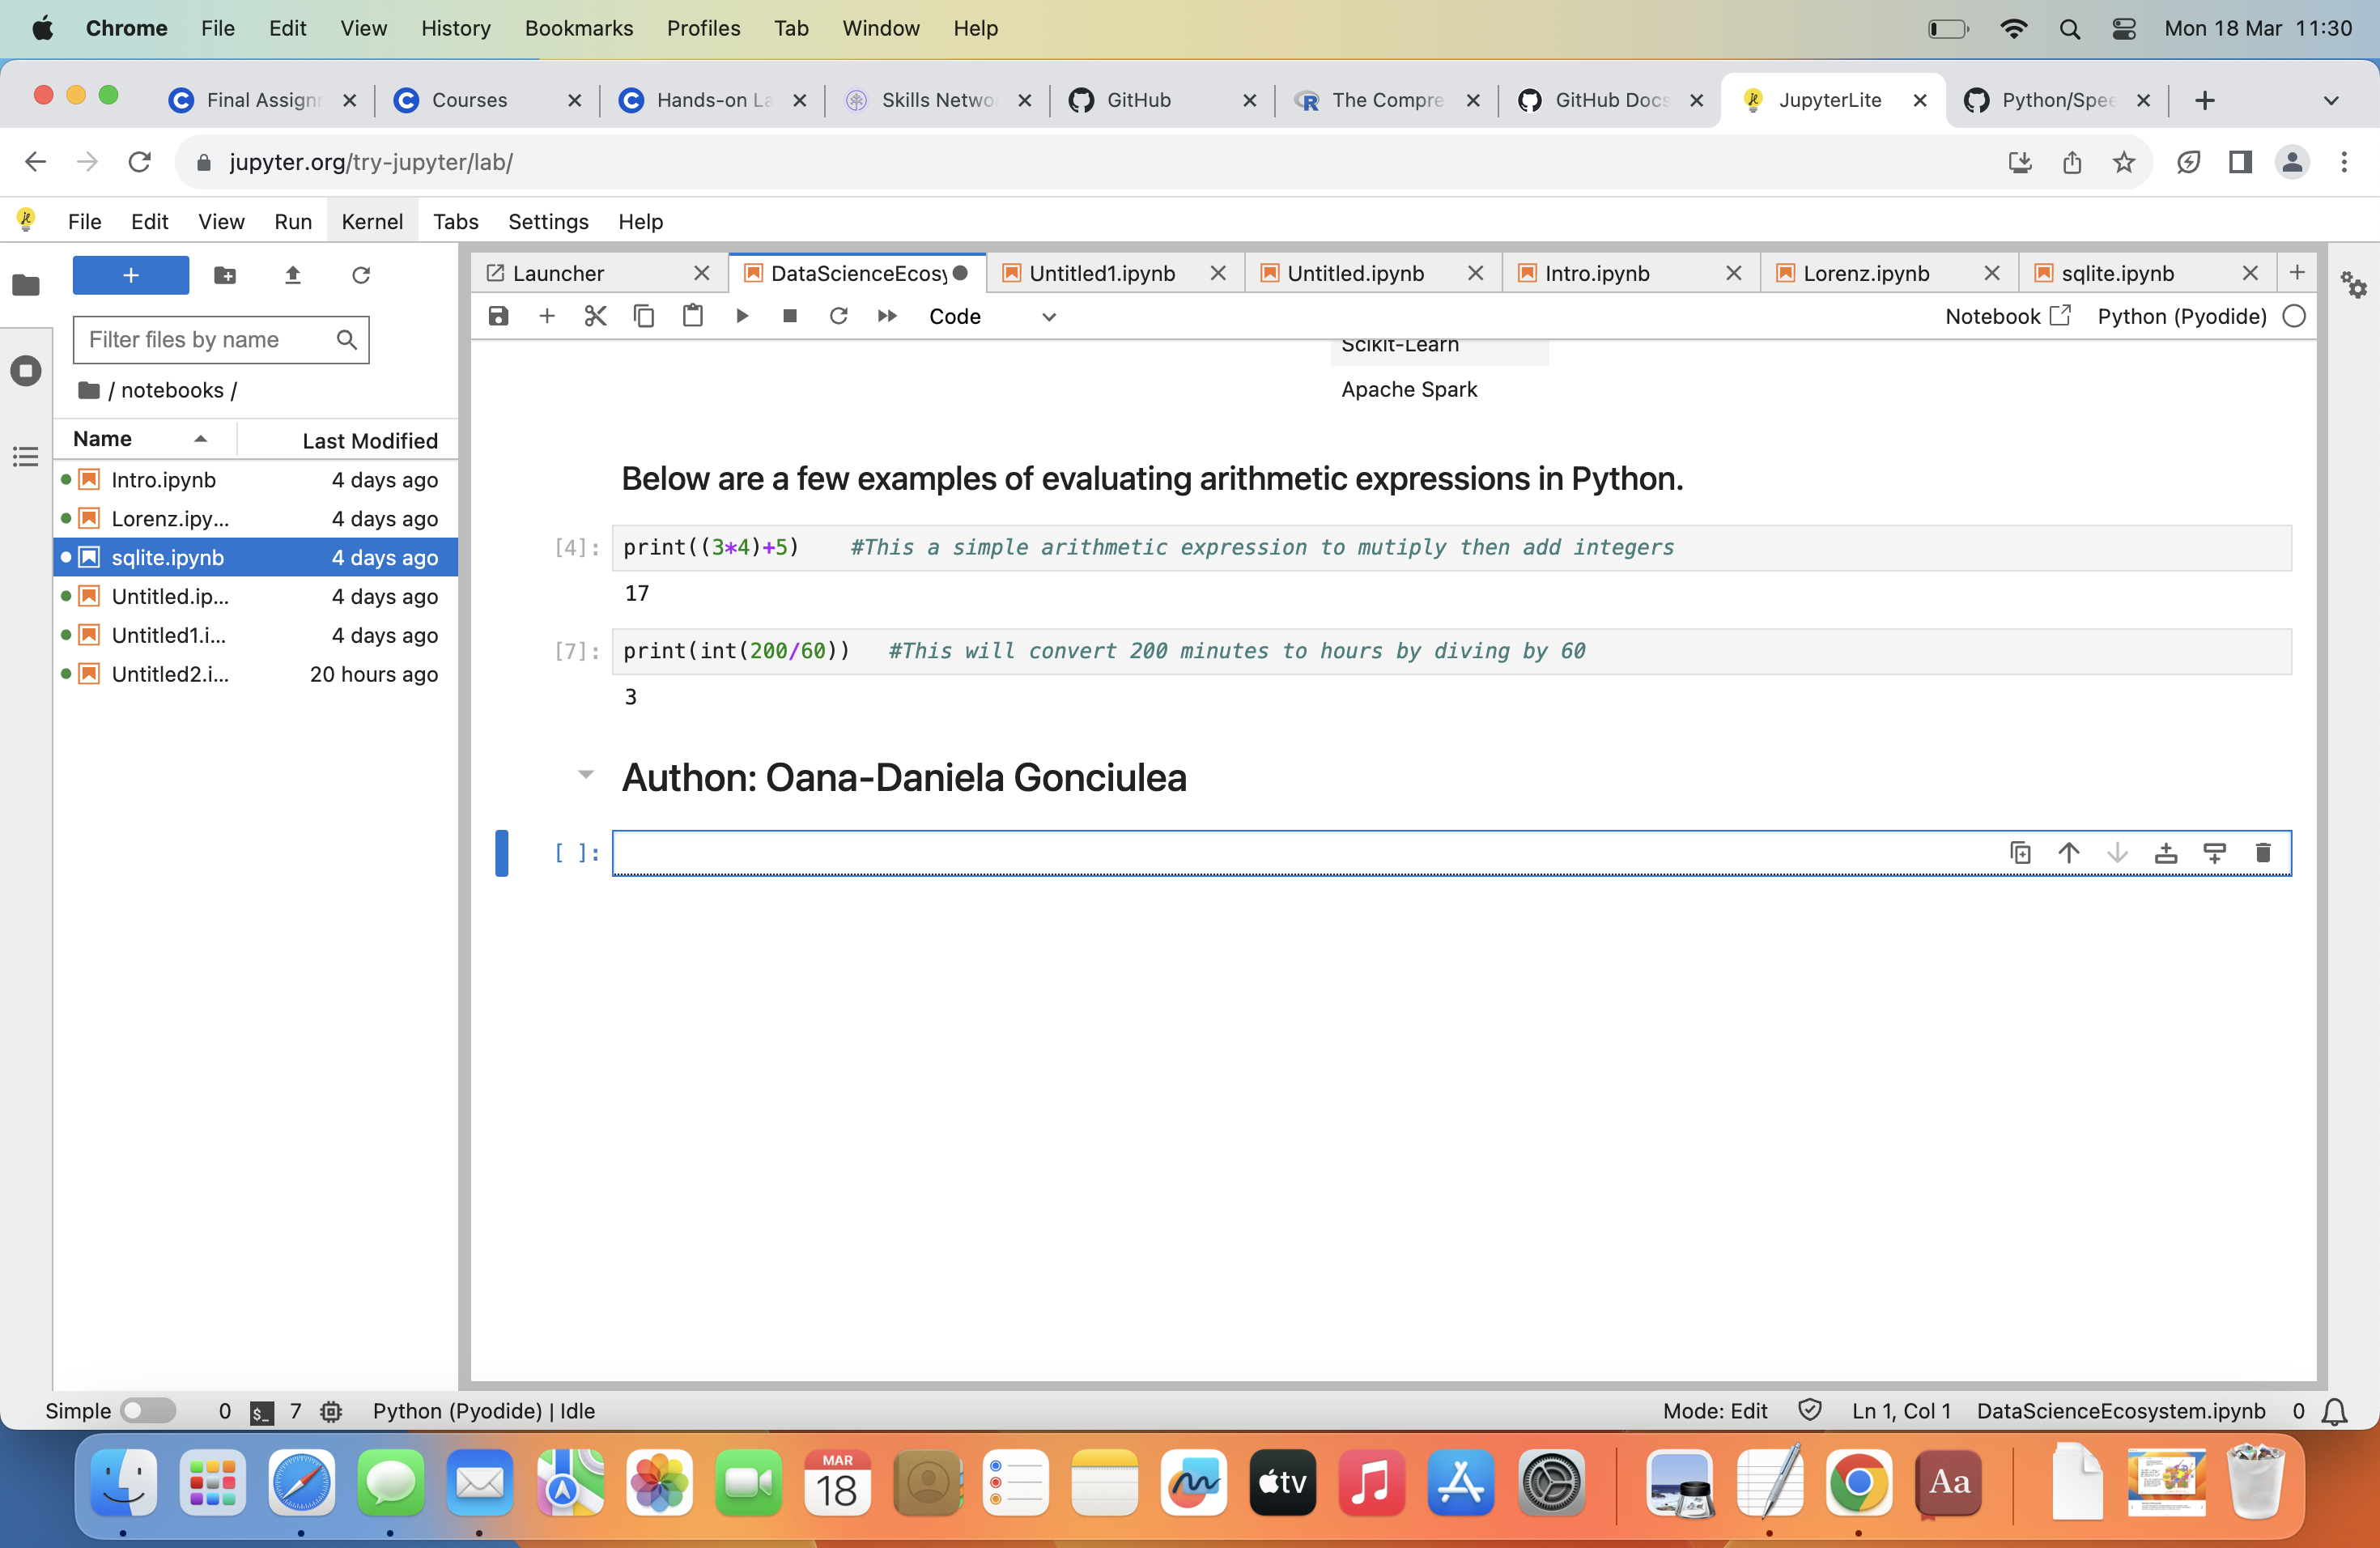 Chrome File Edit View History Bookmarks Profiles Tab Window Help Mon 18 Mar 11:30
Final Assignr Courses Hands-on La Skills Netwo GitHub The Compre GitHub Docs JupyterLite Python/Spee
jupyter.org/try-jupyter/lab/
File Edit View Run Kernel Tabs Settings Help
Launcher DataScienceEcosy Untitled1.ipynb Untitled.ipynb Intro.ipynb Lorenz.ipynb sqlite.ipynb
Code Notebook Python (Pyodide)
Filter files by name
/ notebooks /
Name Last Modified
Intro.ipynb 4 days ago
Lorenz.ipy... 4 days ago
sqlite.ipynb 4 days ago
Untitled.ip... 4 days ago
Untitled1.i... 4 days ago
Untitled2.i... 20 hours ago
Scikit-Learn
Apache Spark
Below are a few examples of evaluating arithmetic expressions in Python.
[4]: print((3*4)+5) #This a simple arithmetic expression to mutiply then add integers
17
[7]: print(int(200/60)) #This will convert 200 minutes to hours by diving by 60
3
Author: Oana-Daniela Gonciulea
[ ]:
Simple 0 $_ 7 Python (Pyodide) | Idle Mode: Edit Ln 1, Col 1 DataScienceEcosystem.ipynb 0
MAR
18
tv
Aa